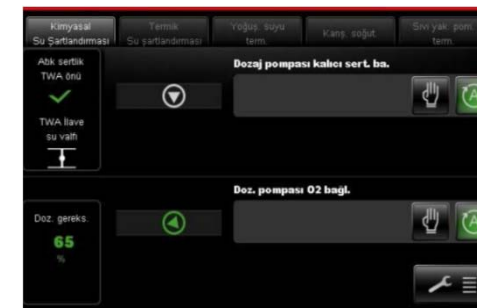 Kimyasal
Su Şartlandırması
Termik
Su şartlandırması
Yoğuş. suyu
term.
Karış. soğut.
Sıvı yak. pom.
term.
Atık sertlik
TWA önü
Dozaj pompası kalıcı sert. ba.
TWA İlave
su valfi
Doz. pompası O2 bağl.
Doz. gereks.
65
%